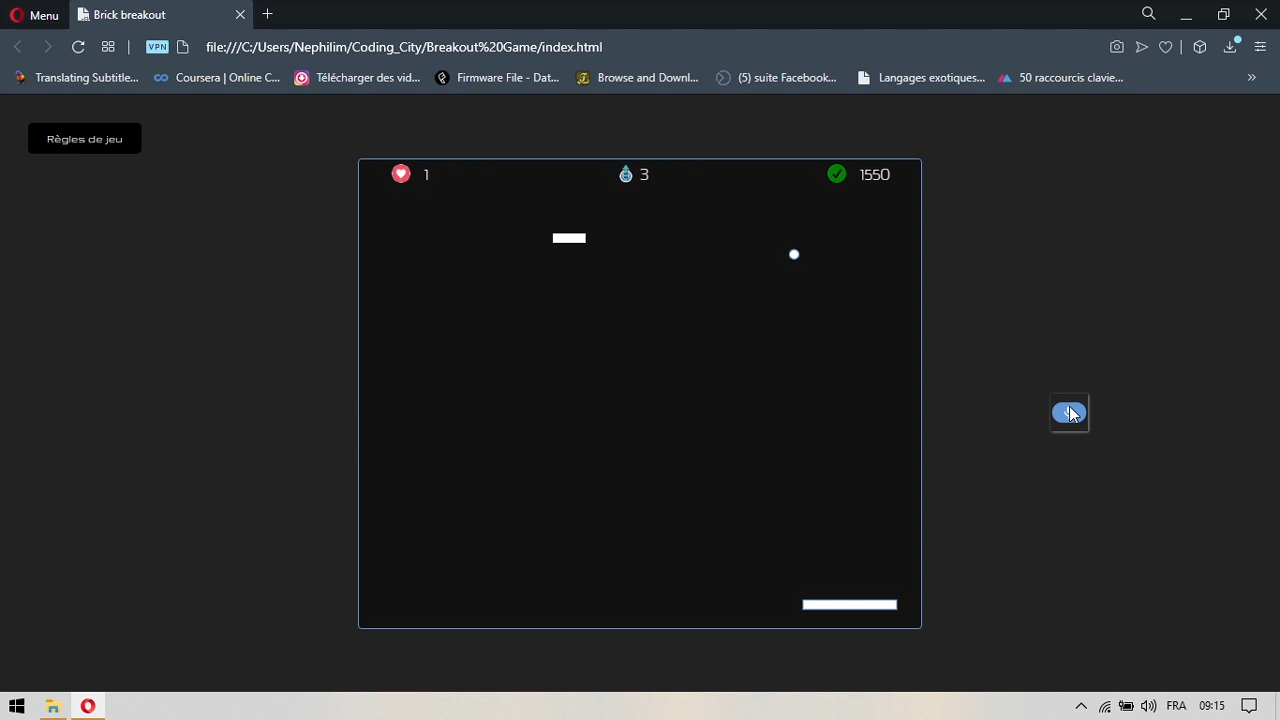 Menu
Brick breakout
VPN
file:///C:/Users/Nephilim/Coding_City/Breakout%20Game/index.html
Translating Subtitle...
Coursera | Online C...
Télécharger des vid...
Firmware File - Dat...
Browse and Downl...
(5) suite Facebook...
Langages exotiques...
50 raccourcis clavie...
Règles de jeu
1
3
1550
FRA
09:15